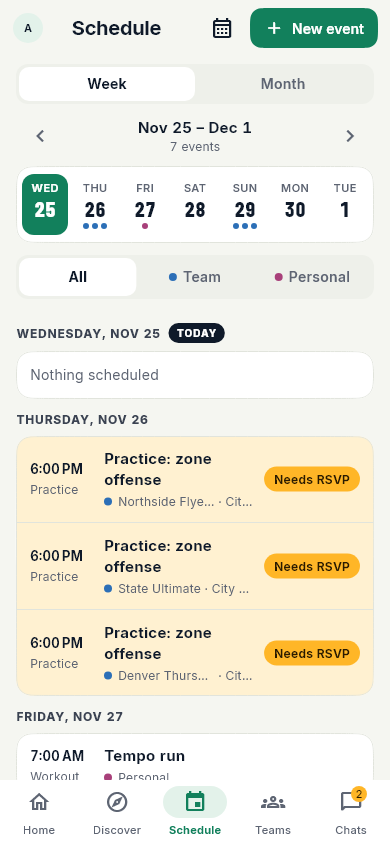 A
Schedule
New event
Week
Month
Nov 25 – Dec 1
7 events
WED THU FRI SAT SUN MON TUE
25 26 27 28 29 30 1
All
Team
Personal
WEDNESDAY, NOV 25 TODAY
Nothing scheduled
THURSDAY, NOV 26
6:00 PM
Practice
Practice: zone
offense
Northside Flye... · Cit...
Needs RSVP
6:00 PM
Practice
Practice: zone
offense
State Ultimate · City ...
Needs RSVP
6:00 PM
Practice
Practice: zone
offense
Denver Thurs... · Cit...
Needs RSVP
FRIDAY, NOV 27
7:00 AM
Workout
Tempo run
Personal
2
Home
Discover
Schedule
Teams
Chats